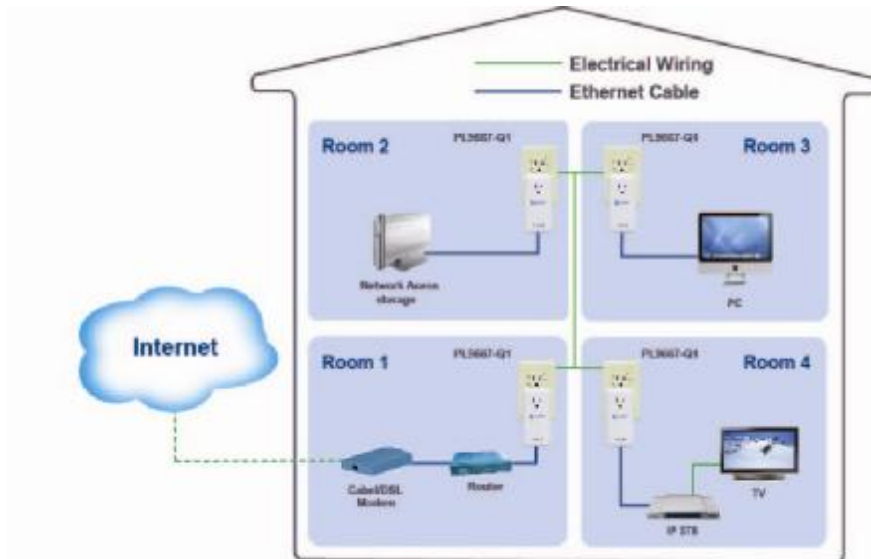 Electrical Wiring
Ethernet Cable
Room 2
Room 3
Network Access
storage
PC
Internet
Room 1
Room 4
Cabel/DSL
Modem
Router
IP STB
TV